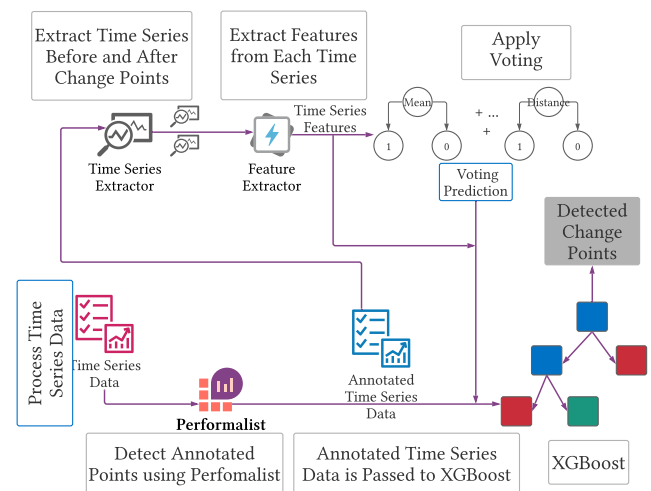 Extract Time Series
Before and After
Change Points
Extract Features
from Each Time
Series
Apply
Voting
Time Series
Features
Mean
+ ...
+
Distance
1
0
1
0
Time Series
Extractor
Feature
Extractor
Voting
Prediction
Detected
Change
Points
Process Time
Series Data
Time Series
Data
Annotated
Time Series
Data
Performalist
Detect Annotated
Points using Perfomalist
Annotated Time Series
Data is Passed to XGBoost
XGBoost